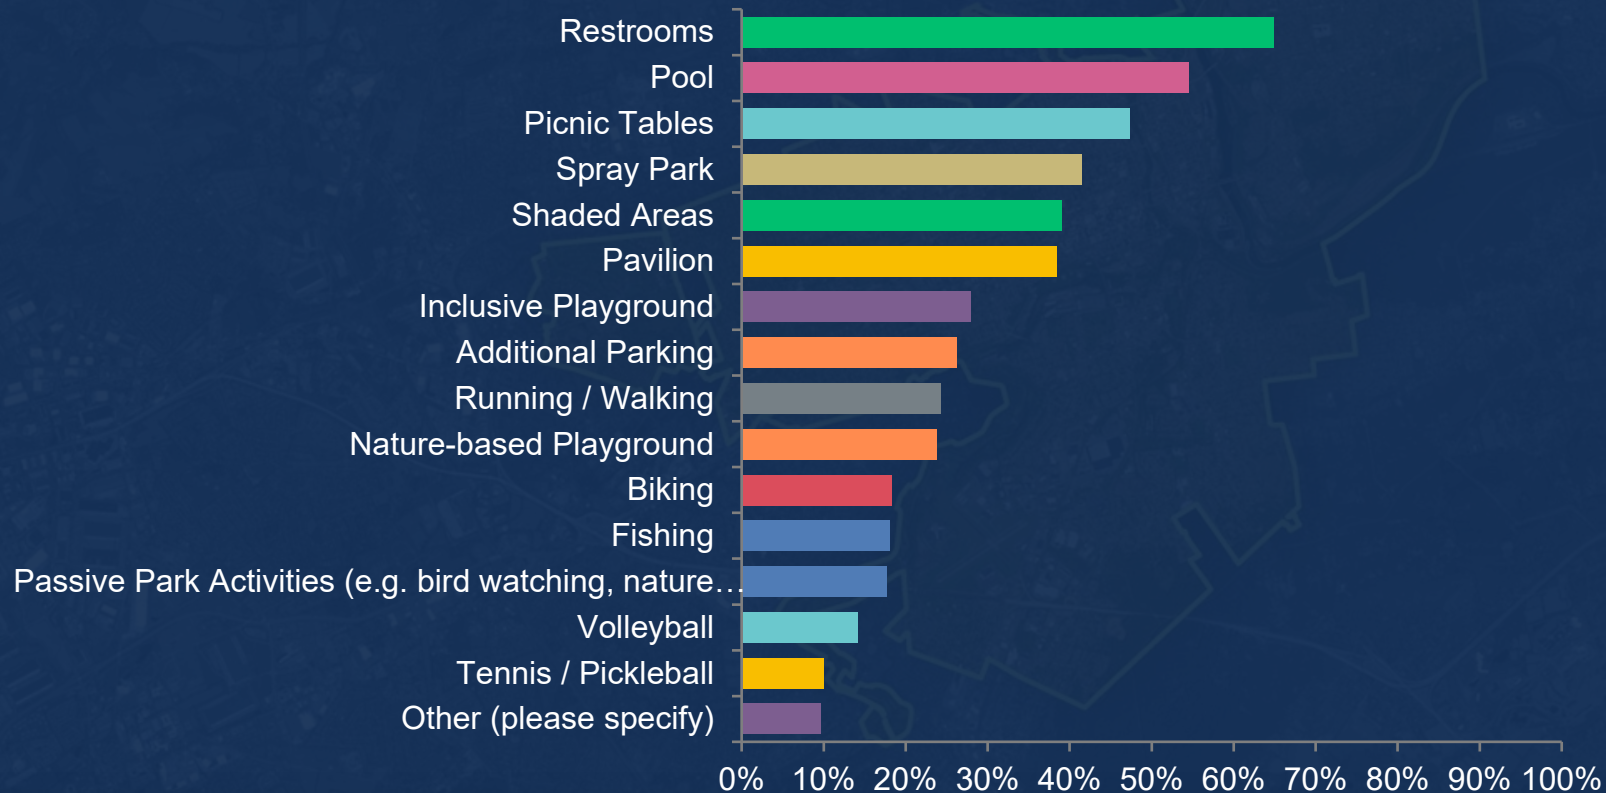 Restrooms
Pool
Picnic Tables
Spray Park
Shaded Areas
Pavilion
Inclusive Playground
Additional Parking
Running / Walking
Nature-based Playground
Biking
Fishing
Passive Park Activities (e.g. bird watching, nature…
Volleyball
Tennis / Pickleball
Other (please specify)
0% 10% 20% 30% 40% 50% 60% 70% 80% 90% 100%